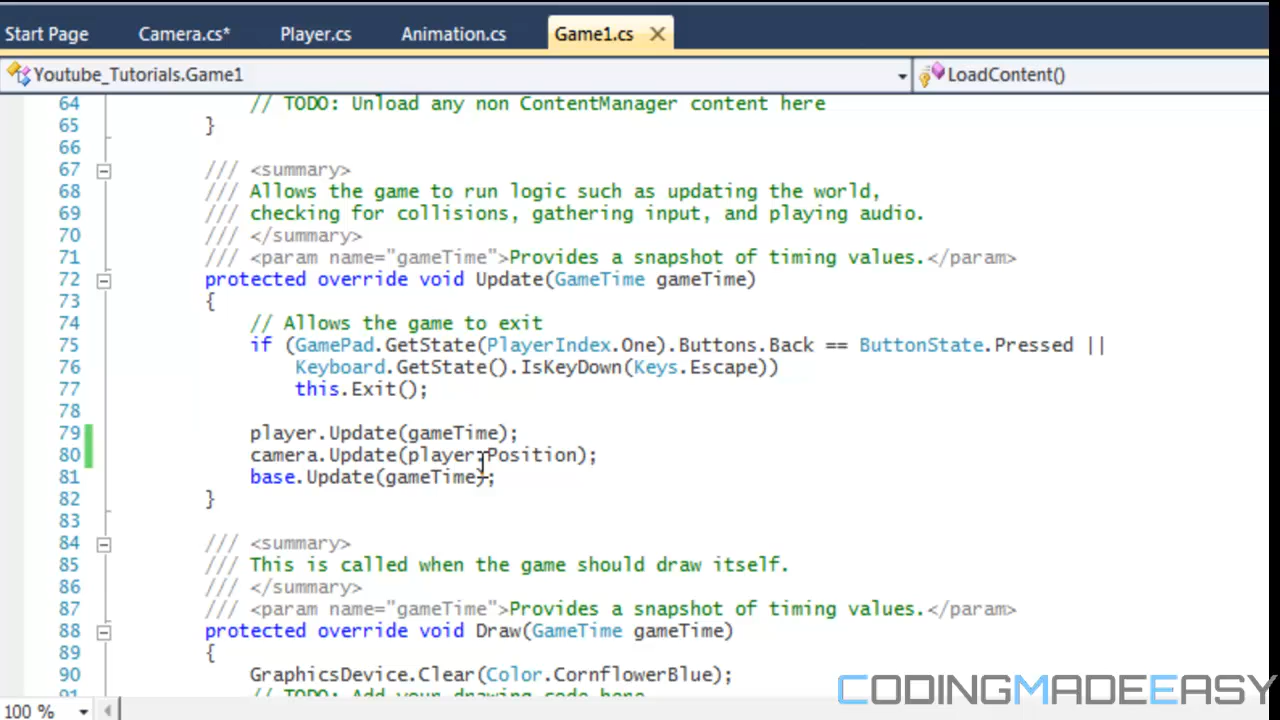 Start Page Camera.cs* Player.cs Animation.cs Game1.cs
Youtube_Tutorials.Game1 LoadContent()
64 // TODO: Unload any non ContentManager content here
65 }
66
67 /// <summary>
68 /// Allows the game to run logic such as updating the world,
69 /// checking for collisions, gathering input, and playing audio.
70 /// </summary>
71 /// <param name="gameTime">Provides a snapshot of timing values.</param>
72 protected override void Update(GameTime gameTime)
73 {
74 // Allows the game to exit
75 if (GamePad.GetState(PlayerIndex.One).Buttons.Back == ButtonState.Pressed ||
76 Keyboard.GetState().IsKeyDown(Keys.Escape))
77 this.Exit();
78
79 player.Update(gameTime);
80 camera.Update(player.Position);
81 base.Update(gameTime);
82 }
83
84 /// <summary>
85 /// This is called when the game should draw itself.
86 /// </summary>
87 /// <param name="gameTime">Provides a snapshot of timing values.</param>
88 protected override void Draw(GameTime gameTime)
89 {
90 GraphicsDevice.Clear(Color.CornflowerBlue);
91 // TODO: Add your drawing code here
100 %
CODINGMADEEASY